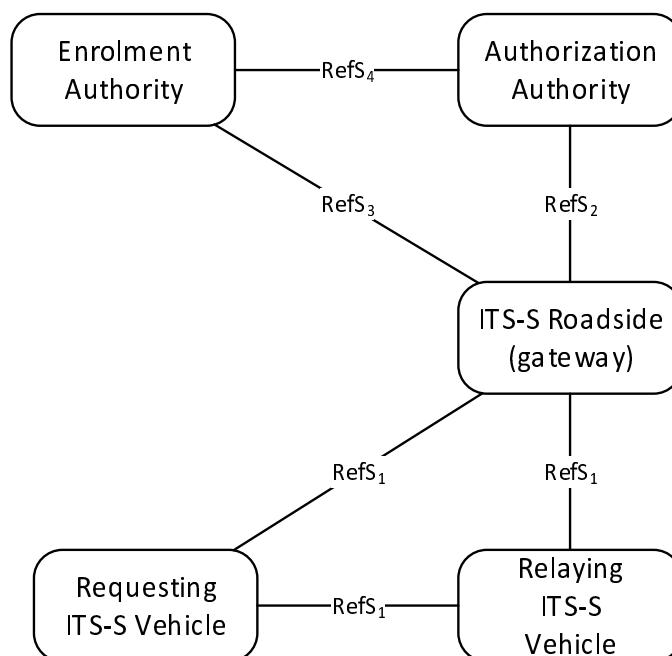 Enrolment
Authority
RefS₄
Authorization
Authority
RefS₃
RefS₂
ITS-S Roadside
(gateway)
RefS₁
RefS₁
Requesting
ITS-S Vehicle
RefS₁
Relaying
ITS-S
Vehicle